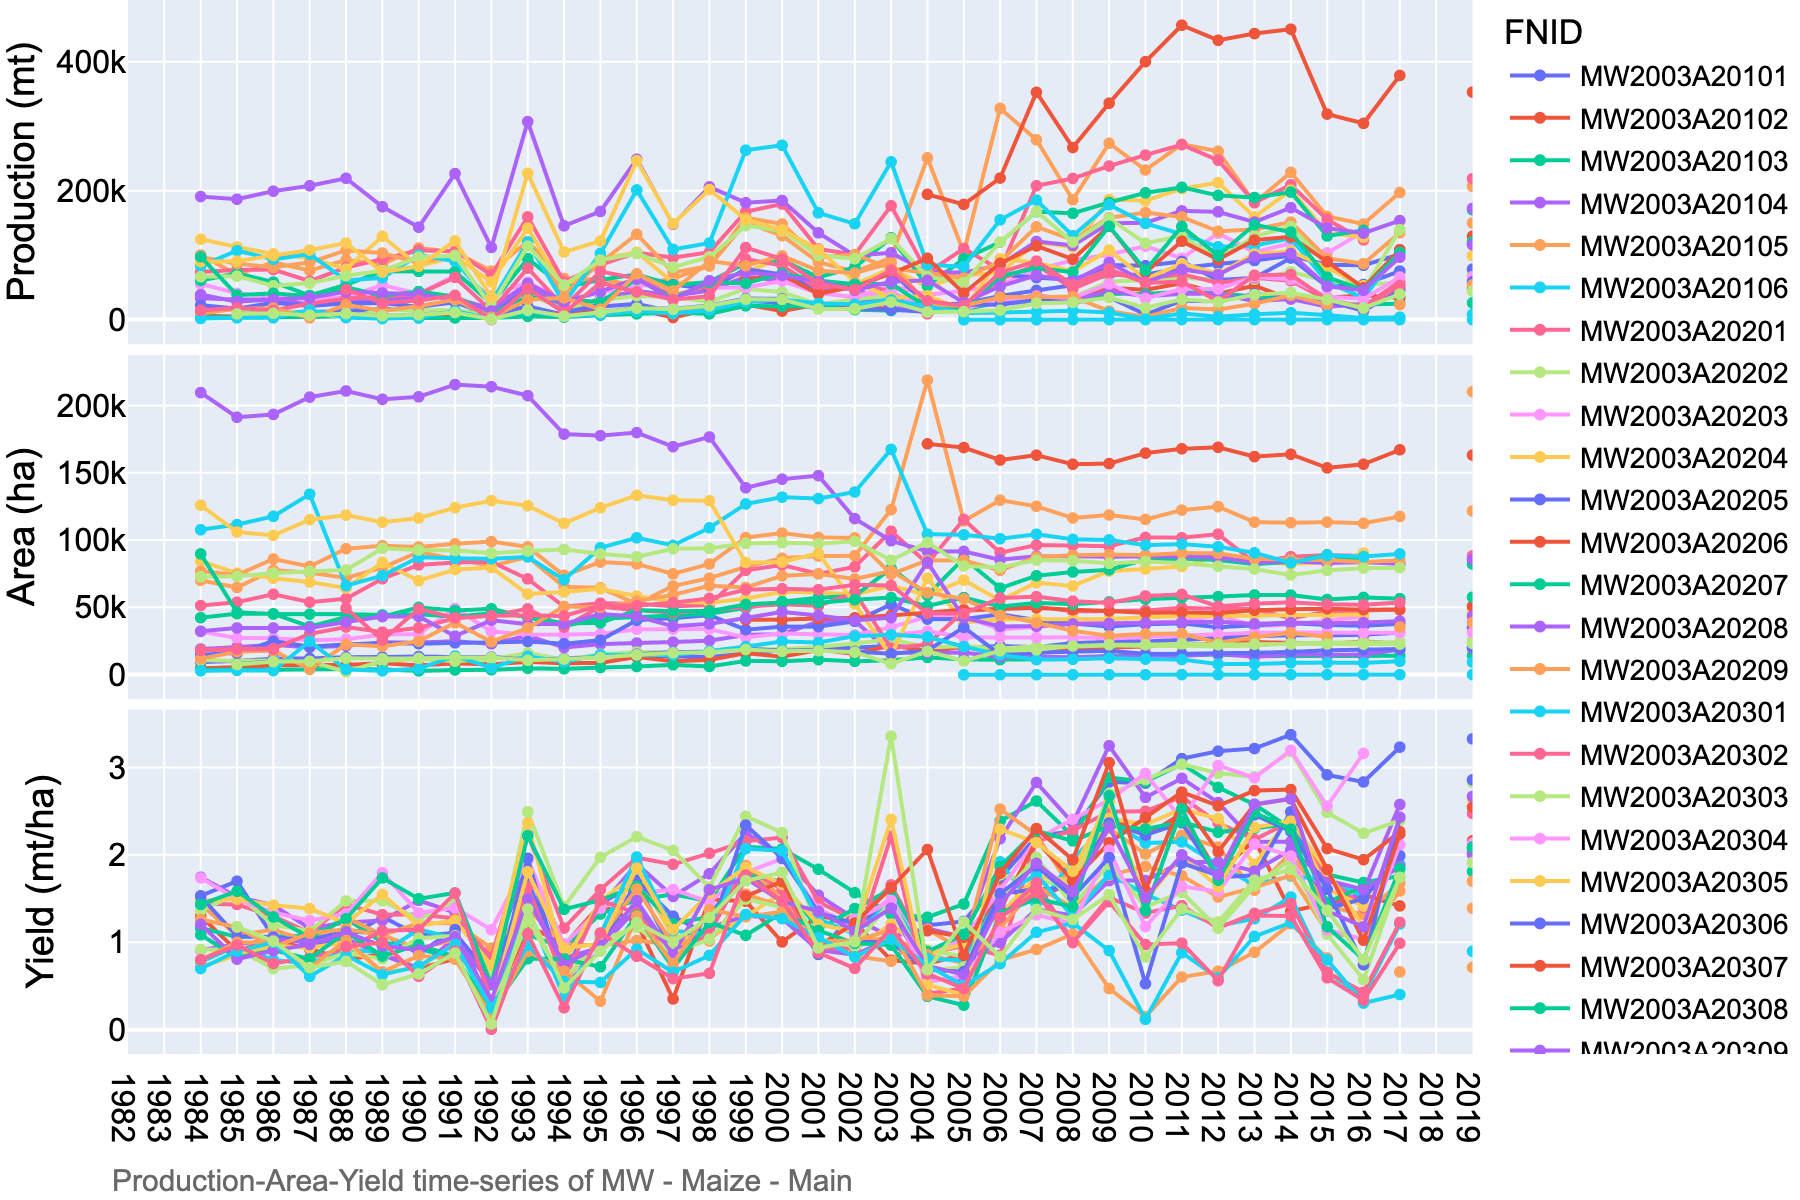 Production (mt)
400k
200k
0
Area (ha)
200k
150k
100k
50k
0
Yield (mt/ha)
3
2
1
0
1982
1983
1984
1985
1986
1987
1988
1989
1990
1991
1992
1993
1994
1995
1996
1997
1998
1999
2000
2001
2002
2003
2004
2005
2006
2007
2008
2009
2010
2011
2012
2013
2014
2015
2016
2017
2018
2019
Production-Area-Yield time-series of MW - Maize - Main
FNID
MW2003A20101
MW2003A20102
MW2003A20103
MW2003A20104
MW2003A20105
MW2003A20106
MW2003A20201
MW2003A20202
MW2003A20203
MW2003A20204
MW2003A20205
MW2003A20206
MW2003A20207
MW2003A20208
MW2003A20209
MW2003A20301
MW2003A20302
MW2003A20303
MW2003A20304
MW2003A20305
MW2003A20306
MW2003A20307
MW2003A20308
MW2003A20309